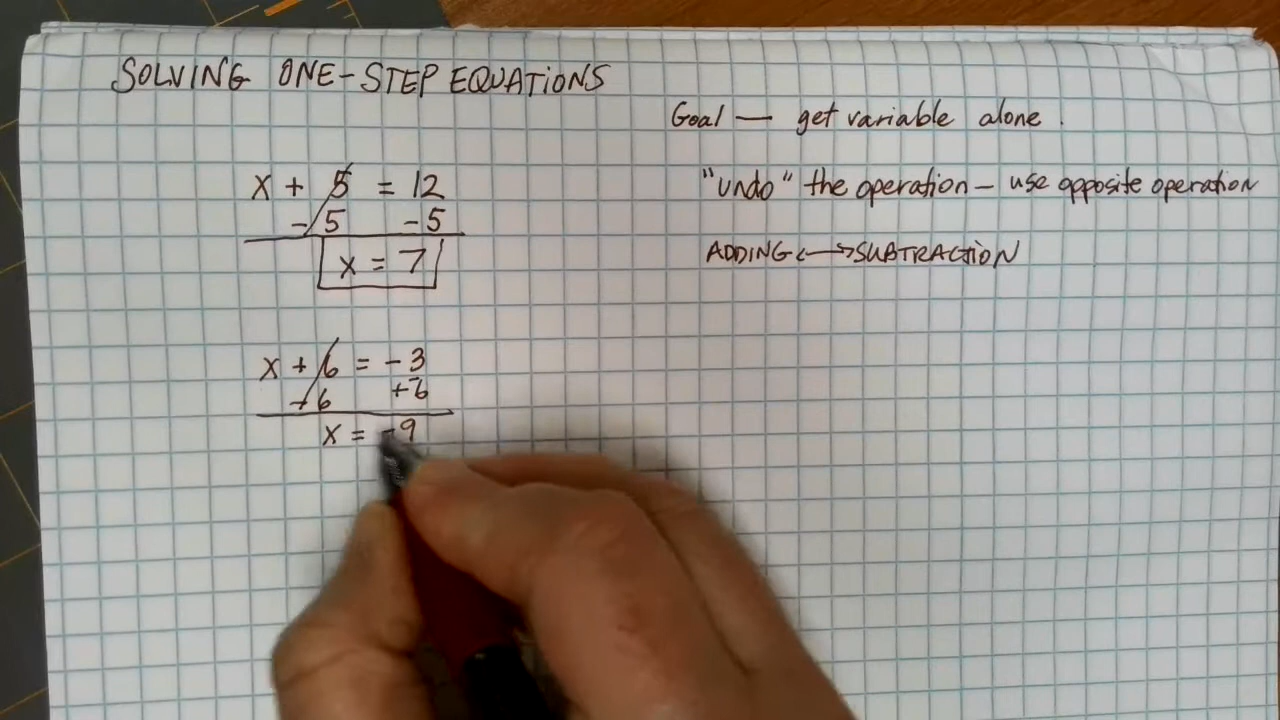 SOLVING ONE-STEP EQUATIONS
Goal — get variable alone.
x + 5 = 12
"undo" the operation - use opposite operation
-5 -5
ADDING <-> SUBTRACTION
x = 7
x + 6 = -3
-6 +-6
x = -9